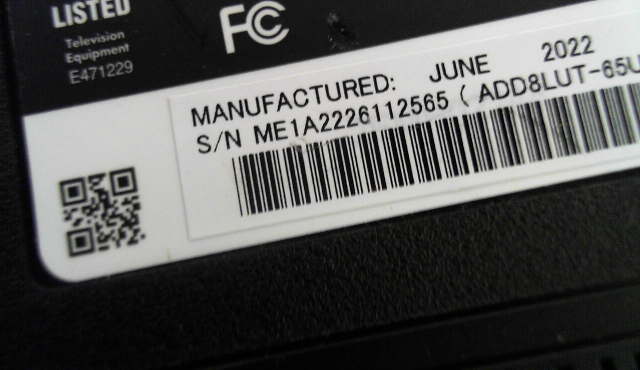 LISTED
Television
Equipment
E471229
FC
MANUFACTURED: JUNE 2022
S/N ME1A2226112565 ( ADD8LUT-65U